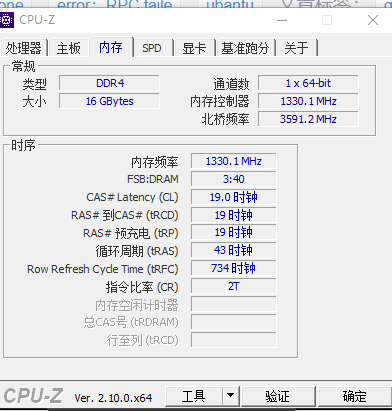 error: RPC faile
ubuntu
CPU-Z
处理器 主板 内存 SPD 显卡 基准跑分 关于
常规
类型 DDR4 通道数 1 x 64-bit
大小 16 GBytes 内存控制器 1330.1 MHz
北桥频率 3591.2 MHz
时序
内存频率 1330.1 MHz
FSB:DRAM 3:40
CAS# Latency (CL) 19.0 时钟
RAS# 到CAS# (tRCD) 19 时钟
RAS# 预充电 (tRP) 19 时钟
循环周期 (tRAS) 43 时钟
Row Refresh Cycle Time (tRFC) 734 时钟
指令比率 (CR) 2T
内存空闲计时器
总CAS号 (tRDRAM)
行至列 (tRCD)
CPU-Z Ver. 2.10.0.x64 工具 验证 确定